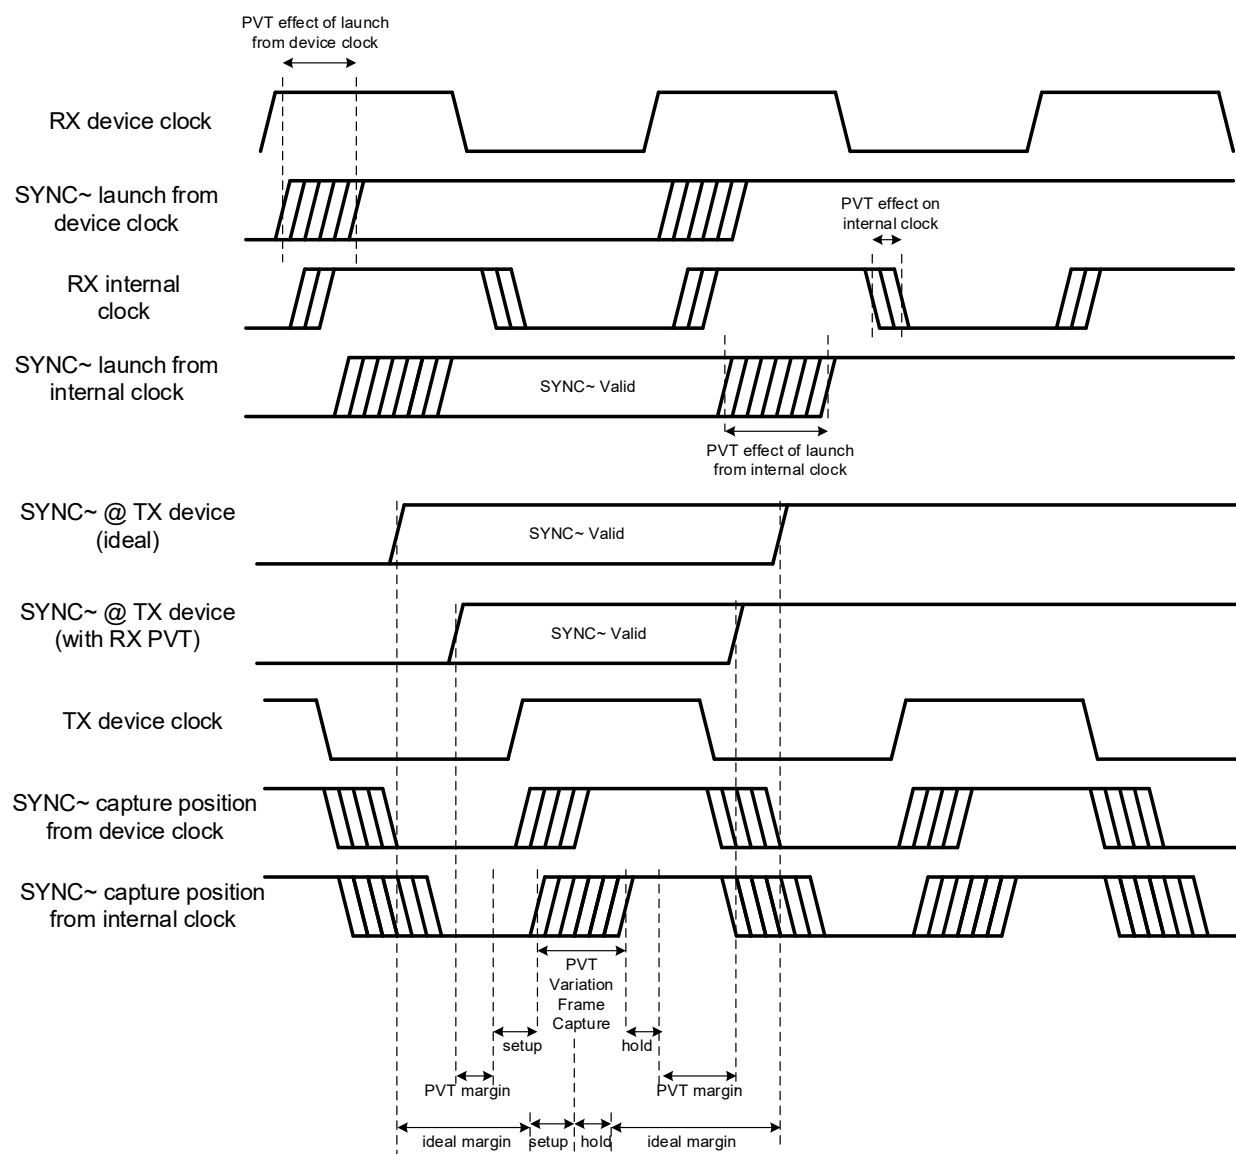 PVT effect of launch
from device clock
RX device clock
SYNC~ launch from
device clock
PVT effect on
internal clock
RX internal
clock
SYNC~ launch from
internal clock
SYNC~ Valid
PVT effect of launch
from internal clock
SYNC~ @ TX device
(ideal)
SYNC~ Valid
SYNC~ @ TX device
(with RX PVT)
SYNC~ Valid
TX device clock
SYNC~ capture position
from device clock
SYNC~ capture position
from internal clock
PVT
Variation
Frame
Capture
setup
hold
PVT margin
PVT margin
ideal margin
setup
hold
ideal margin